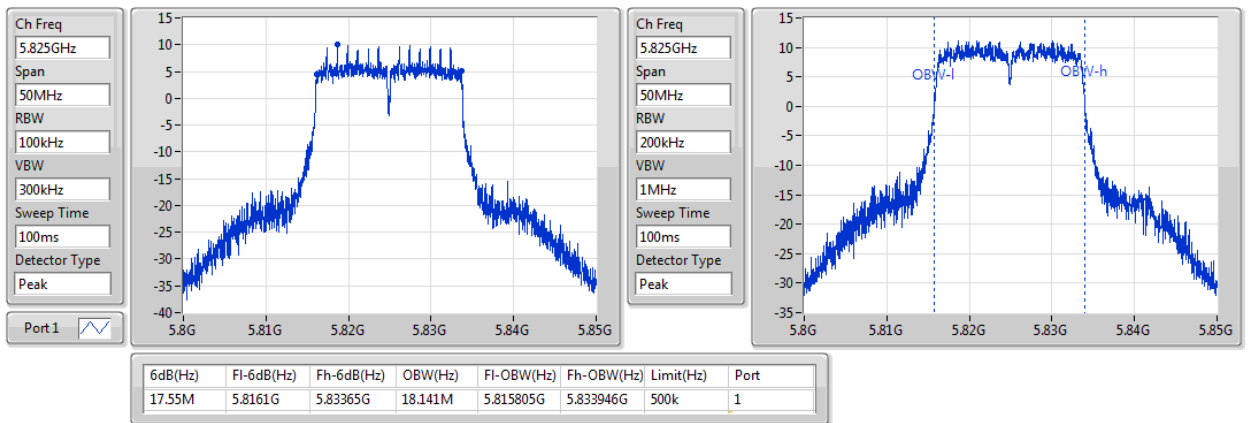 Ch Freq
5.825GHz
Span
50MHz
RBW
100kHz
VBW
300kHz
Sweep Time
100ms
Detector Type
Peak
Port 1
15
10
5
0
-5
-10
-15
-20
-25
-30
-35
-40
5.8G 5.81G 5.82G 5.83G 5.84G 5.85G
Ch Freq
5.825GHz
Span
50MHz
RBW
200kHz
VBW
1MHz
Sweep Time
100ms
Detector Type
Peak
15
10
5
0
-5
-10
-15
-20
-25
-30
-35
OBW-l OBW-h
5.8G 5.81G 5.82G 5.83G 5.84G 5.85G
6dB(Hz) Fl-6dB(Hz) Fh-6dB(Hz) OBW(Hz) Fl-OBW(Hz) Fh-OBW(Hz) Limit(Hz) Port
17.55M 5.8161G 5.83365G 18.141M 5.815805G 5.833946G 500k 1